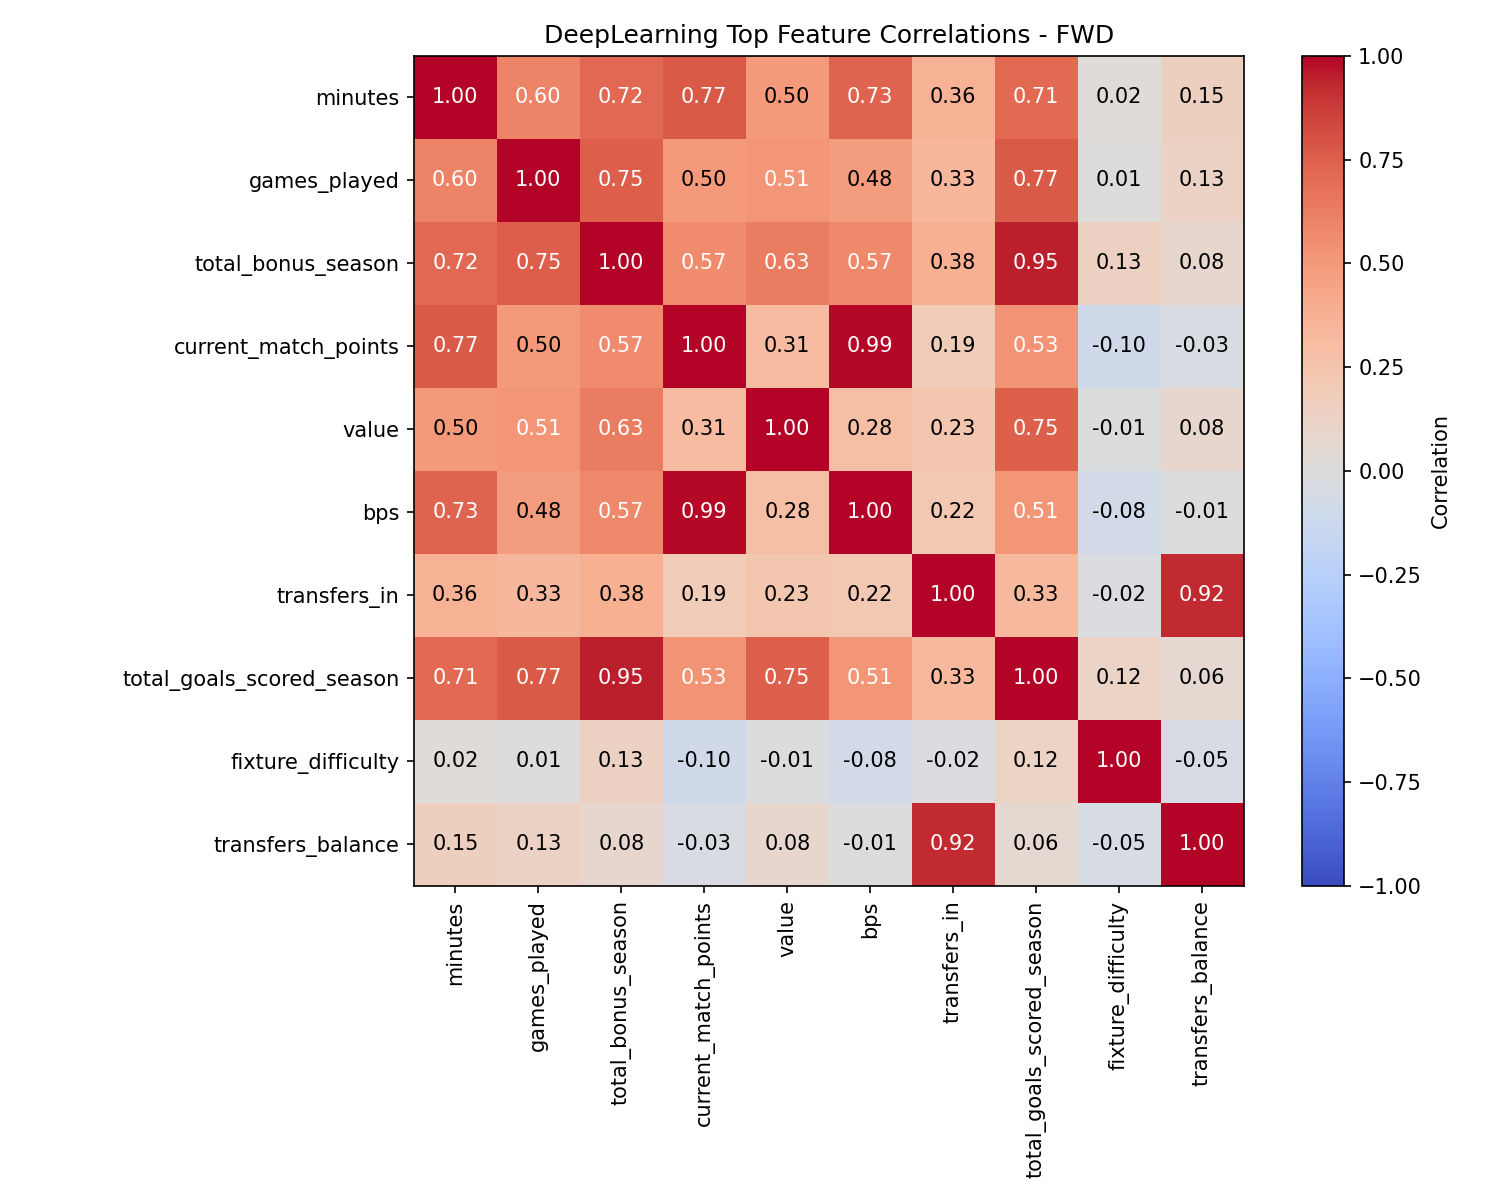 DeepLearning Top Feature Correlations - FWD
minutes 1.00 0.60 0.72 0.77 0.50 0.73 0.36 0.71 0.02 0.15
games_played 0.60 1.00 0.75 0.50 0.51 0.48 0.33 0.77 0.01 0.13
total_bonus_season 0.72 0.75 1.00 0.57 0.63 0.57 0.38 0.95 0.13 0.08
current_match_points 0.77 0.50 0.57 1.00 0.31 0.99 0.19 0.53 -0.10 -0.03
value 0.50 0.51 0.63 0.31 1.00 0.28 0.23 0.75 -0.01 0.08
bps 0.73 0.48 0.57 0.99 0.28 1.00 0.22 0.51 -0.08 -0.01
transfers_in 0.36 0.33 0.38 0.19 0.23 0.22 1.00 0.33 -0.02 0.92
total_goals_scored_season 0.71 0.77 0.95 0.53 0.75 0.51 0.33 1.00 0.12 0.06
fixture_difficulty 0.02 0.01 0.13 -0.10 -0.01 -0.08 -0.02 0.12 1.00 -0.05
transfers_balance 0.15 0.13 0.08 -0.03 0.08 -0.01 0.92 0.06 -0.05 1.00
minutes
games_played
total_bonus_season
current_match_points
value
bps
transfers_in
total_goals_scored_season
fixture_difficulty
transfers_balance
1.00
0.75
0.50
0.25
0.00
−0.25
−0.50
−0.75
−1.00
Correlation